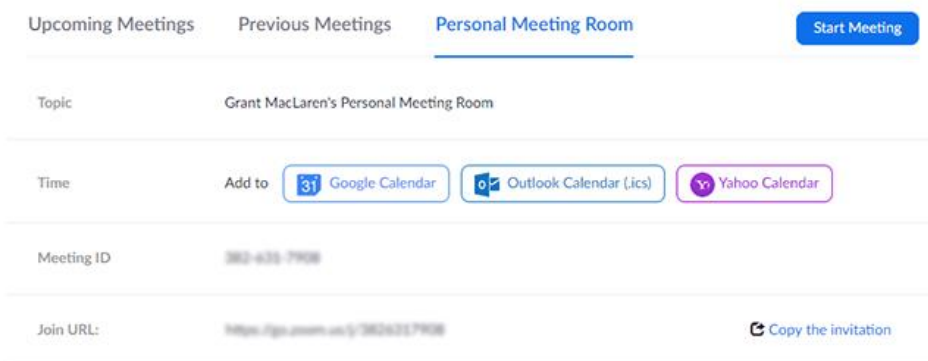 Upcoming Meetings Previous Meetings Personal Meeting Room Start Meeting
Topic Grant MacLaren's Personal Meeting Room
Time Add to 31 Google Calendar Outlook Calendar (.ics) Yahoo Calendar
Meeting ID
Join URL: Copy the invitation